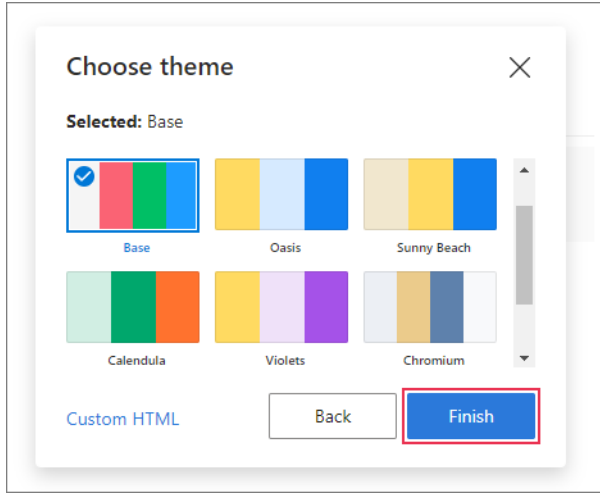 Choose theme
Selected: Base
Base
Oasis
Sunny Beach
Calendula
Violets
Chromium
Custom HTML
Back
Finish